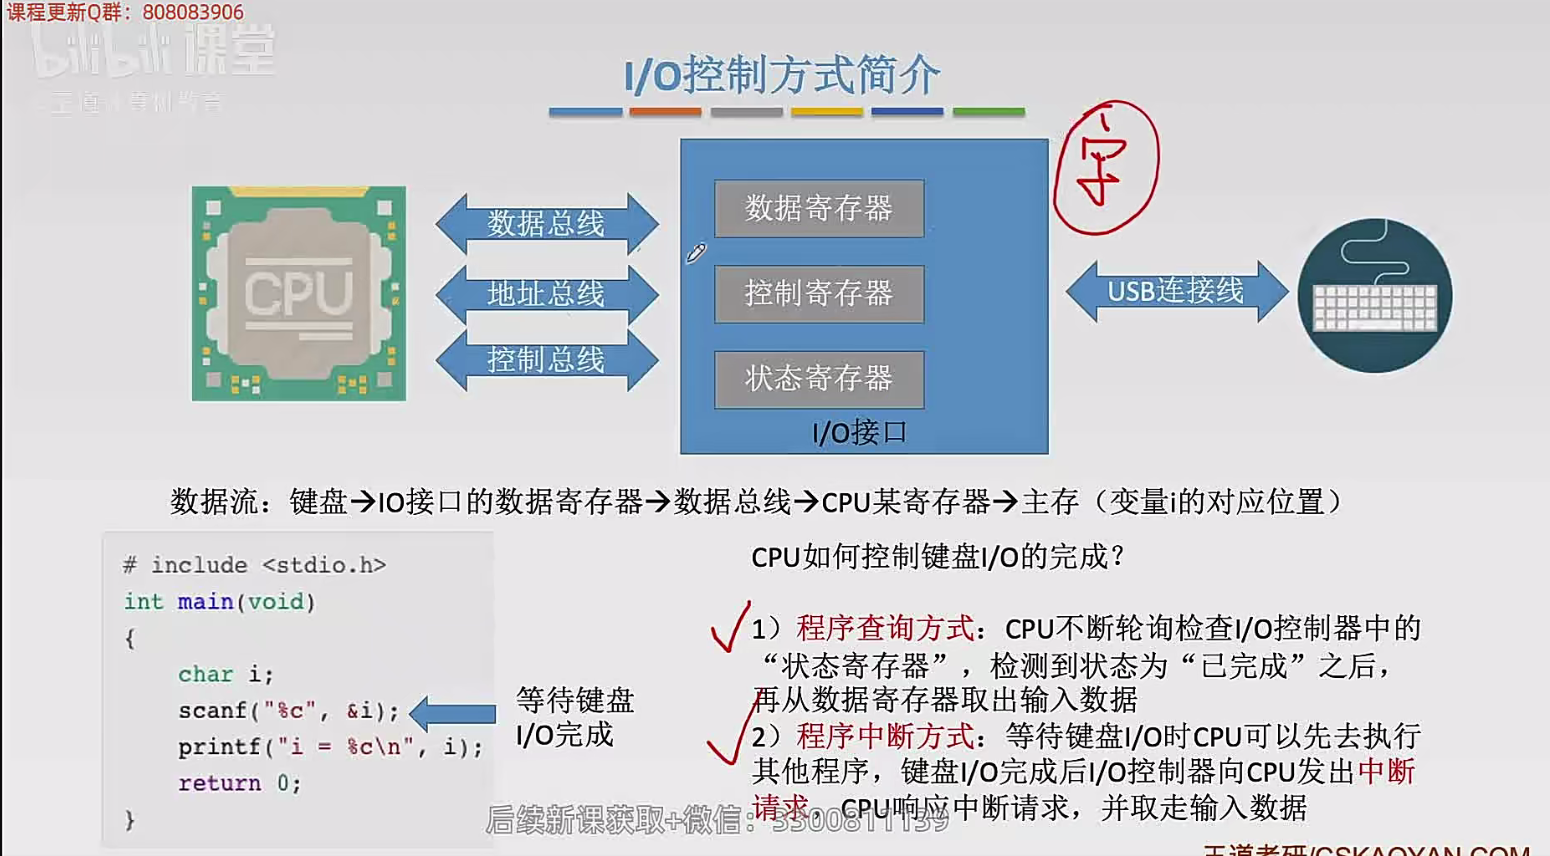 课程更新Q群：808083906
bilibili课堂
I/O控制方式简介
字
CPU
数据总线
地址总线
控制总线
数据寄存器
控制寄存器
状态寄存器
I/O接口
USB连接线
数据流：键盘→IO接口的数据寄存器→数据总线→CPU某寄存器→主存（变量i的对应位置）
# include <stdio.h>
int main(void)
{
char i;
scanf("%c", &i);
printf("i = %c\n", i);
return 0;
}
等待键盘
I/O完成
CPU如何控制键盘I/O的完成？
1）程序查询方式：CPU不断轮询检查I/O控制器中的
“状态寄存器”，检测到状态为“已完成”之后，
再从数据寄存器取出输入数据
2）程序中断方式：等待键盘I/O时CPU可以先去执行
其他程序，键盘I/O完成后I/O控制器向CPU发出中断
请求，CPU响应中断请求，并取走输入数据
后续新课获取+微信：3300811139
王道考研/CSKAOYAN.COM